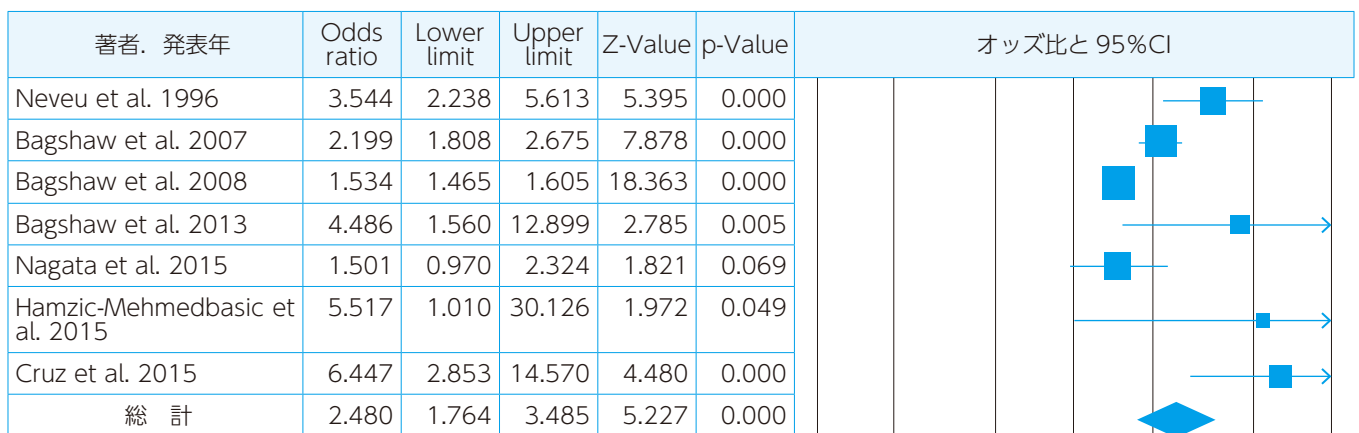 著者．発表年 Odds ratio Lower limit Upper limit Z-Value p-Value オッズ比と 95%CI
Neveu et al. 1996 3.544 2.238 5.613 5.395 0.000
Bagshaw et al. 2007 2.199 1.808 2.675 7.878 0.000
Bagshaw et al. 2008 1.534 1.465 1.605 18.363 0.000
Bagshaw et al. 2013 4.486 1.560 12.899 2.785 0.005
Nagata et al. 2015 1.501 0.970 2.324 1.821 0.069
Hamzic-Mehmedbasic et al. 2015 5.517 1.010 30.126 1.972 0.049
Cruz et al. 2015 6.447 2.853 14.570 4.480 0.000
総　計 2.480 1.764 3.485 5.227 0.000